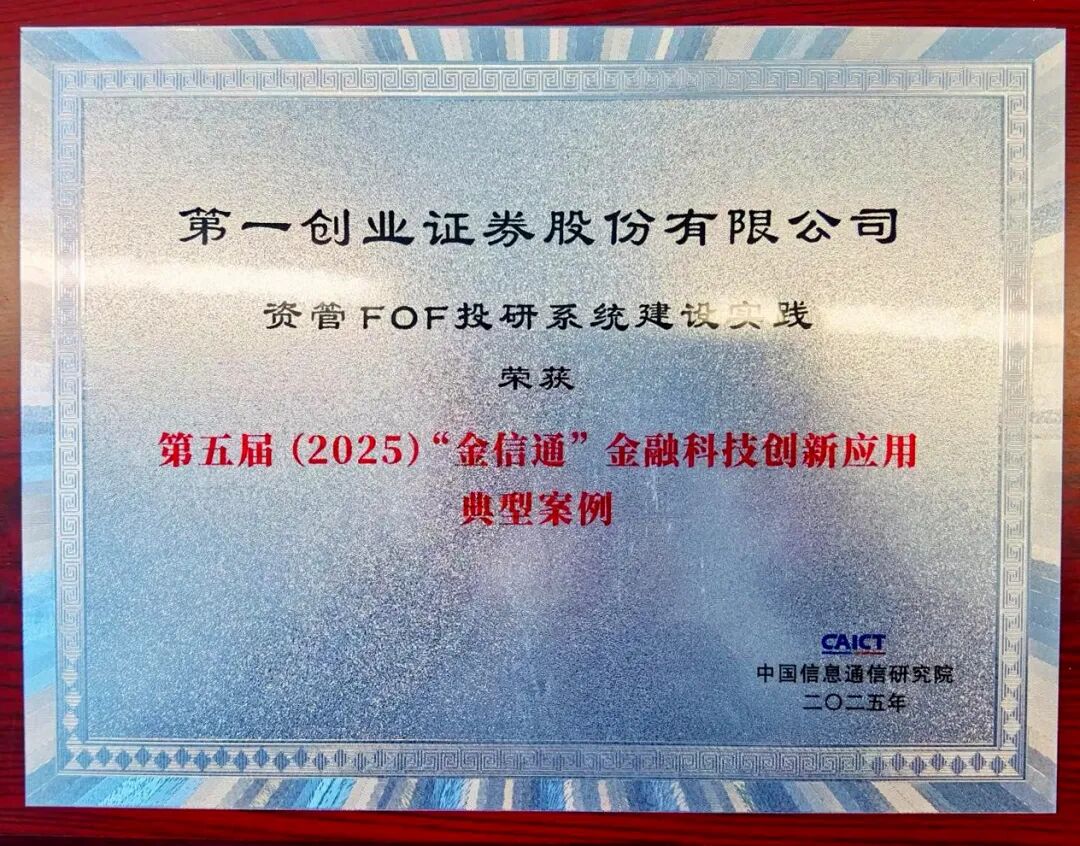 第一创业证券股份有限公司
资管FOF投研系统建设实践
荣获
第五届（2025）“金信通”金融科技创新应用
典型案例
CAICT
中国信息通信研究院
二〇二五年